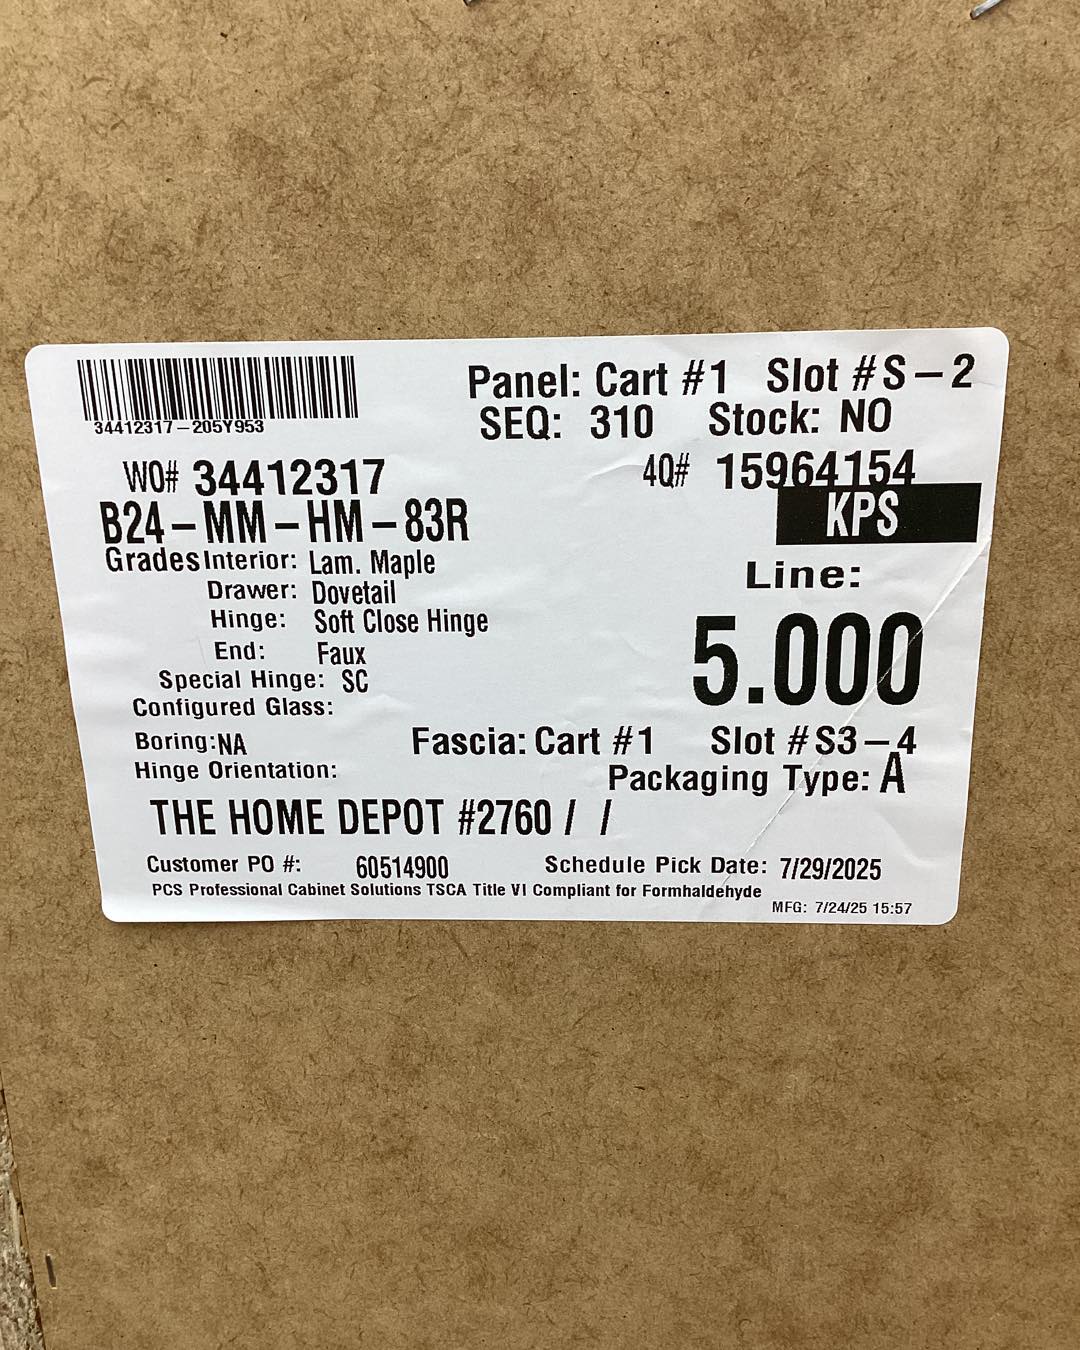 34412317-205Y953
Panel: Cart #1 Slot #S-2
SEQ: 310 Stock: NO
WO# 34412317
4Q# 15964154
KPS
B24-MM-HM-83R
Grades Interior: Lam. Maple
Drawer: Dovetail
Hinge: Soft Close Hinge
End: Faux
Special Hinge: SC
Configured Glass:
Line:
5.000
Boring:NA
Hinge Orientation:
Fascia: Cart #1 Slot #S3-4
Packaging Type: A
THE HOME DEPOT #2760 / /
Customer PO #: 60514900 Schedule Pick Date: 7/29/2025
PCS Professional Cabinet Solutions TSCA Title VI Compliant for Formhaldehyde
MFG: 7/24/25 15:57